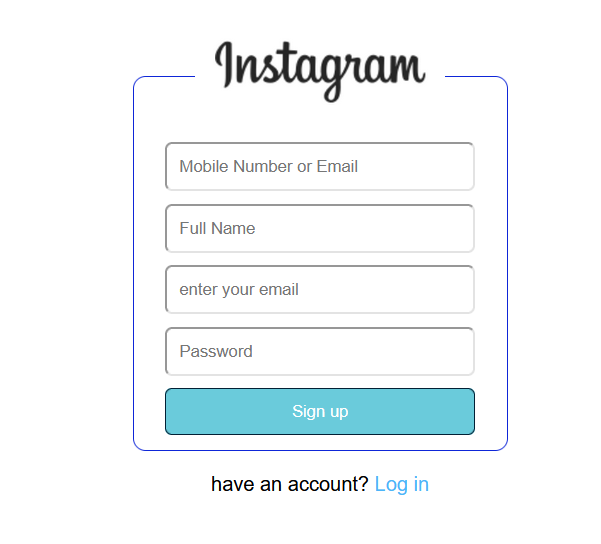 Instagram
Mobile Number or Email
Full Name
enter your email
Password
Sign up
have an account? Log in